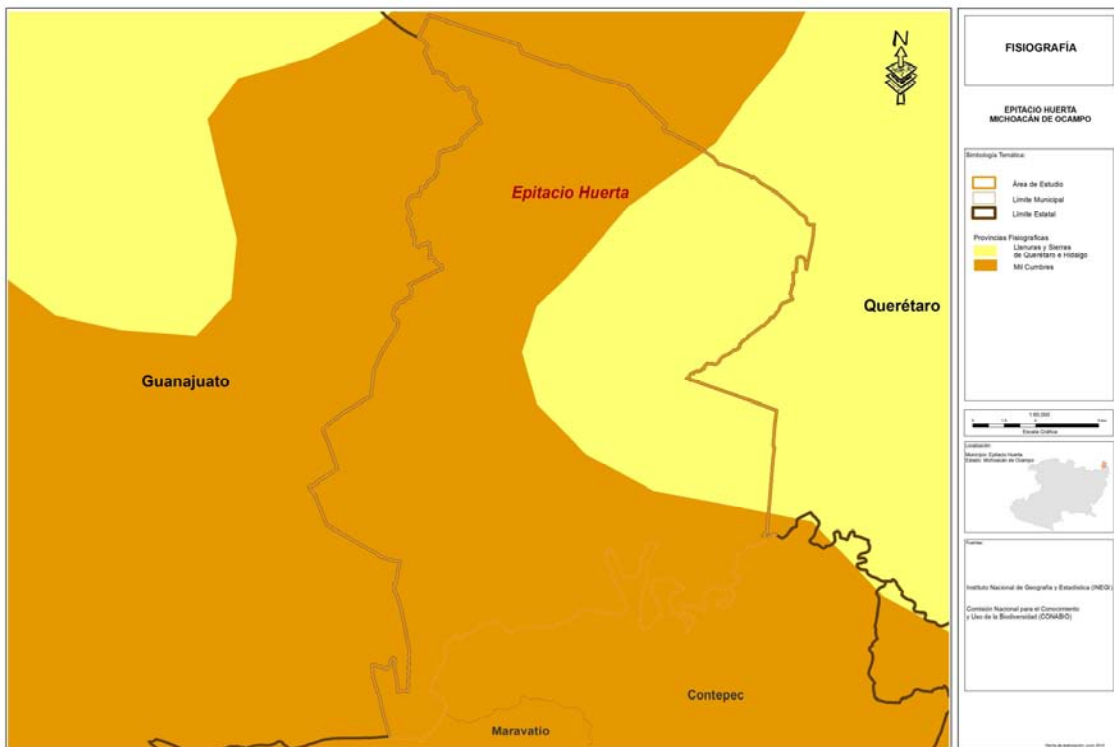 N
Epitacio Huerta
Querétaro
Guanajuato
Contepec
Maravatío
FISIOGRAFÍA
EPITACIO HUERTA
MICHOACÁN DE OCAMPO
Simbología Temática:
Área de Estudio
Límite Municipal
Límite Estatal
Provincias Fisiograficas
Llanuras y Sierras
de Querétaro e Hidalgo
Mil Cumbres
Escala Gráfica
Localización:
Municipio: Epitacio Huerta
Estado: Michoacán de Ocampo
Fuentes:
Instituto Nacional de Geografía y Estadística (INEGI)
Comisión Nacional para el Conocimiento
y Uso de la Biodiversidad (CONABIO)